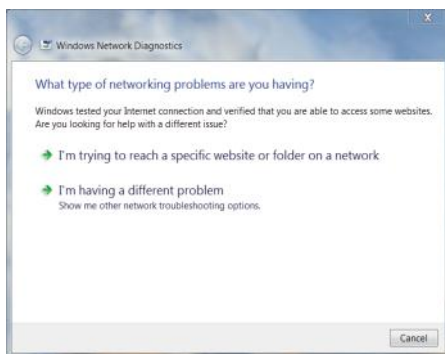 Windows Network Diagnostics
What type of networking problems are you having?
Windows tested your Internet connection and verified that you are able to access some websites.
Are you looking for help with a different issue?
I'm trying to reach a specific website or folder on a network
I'm having a different problem
Show me other network troubleshooting options.
Cancel